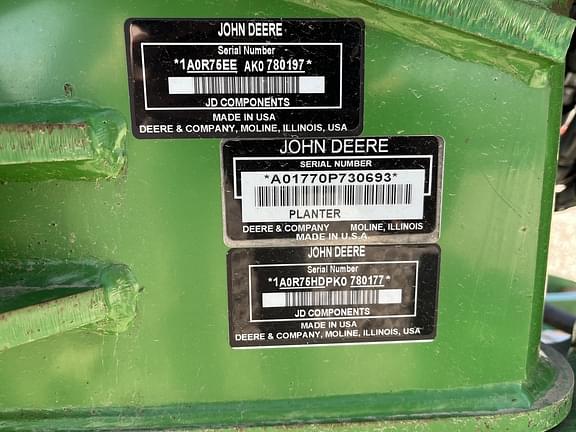 JOHN DEERE
Serial Number
*1A0R75EE AK0 780197*
JD COMPONENTS
MADE IN USA
DEERE & COMPANY, MOLINE, ILLINOIS, USA
JOHN DEERE
SERIAL NUMBER
*A01770P730693*
PLANTER
DEERE & COMPANY MOLINE, ILLINOIS
MADE IN U.S.A
JOHN DEERE
Serial Number
*1A0R75HDPK0 780177*
JD COMPONENTS
MADE IN USA
DEERE & COMPANY, MOLINE, ILLINOIS, USA